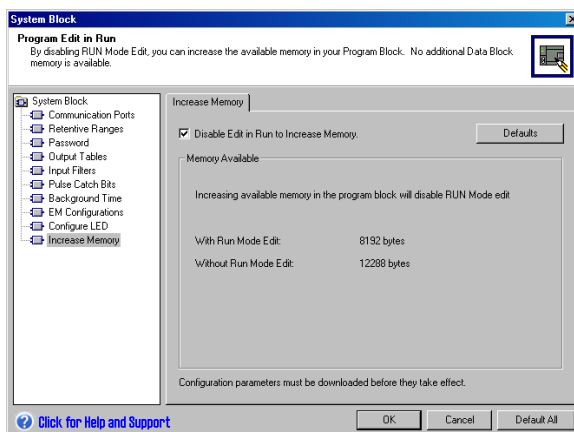 System Block
Program Edit in Run
By disabling RUN Mode Edit, you can increase the available memory in your Program Block. No additional Data Block
memory is available.
System Block
Communication Ports
Retentive Ranges
Password
Output Tables
Input Filters
Pulse Catch Bits
Background Time
EM Configurations
Configure LED
Increase Memory
Increase Memory
Disable Edit in Run to Increase Memory.
Defaults
Memory Available
Increasing available memory in the program block will disable RUN Mode edit
With Run Mode Edit: 8192 bytes
Without Run Mode Edit: 12288 bytes
Configuration parameters must be downloaded before they take effect.
Click for Help and Support
OK
Cancel
Default All